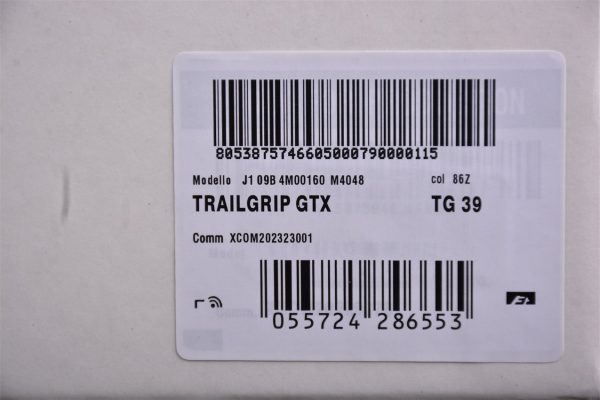 8053875746605000790000115
Modello J1 09B 4M00160 M4048 col 86Z
TRAILGRIP GTX TG 39
Comm XCOM202323001
055724 286553